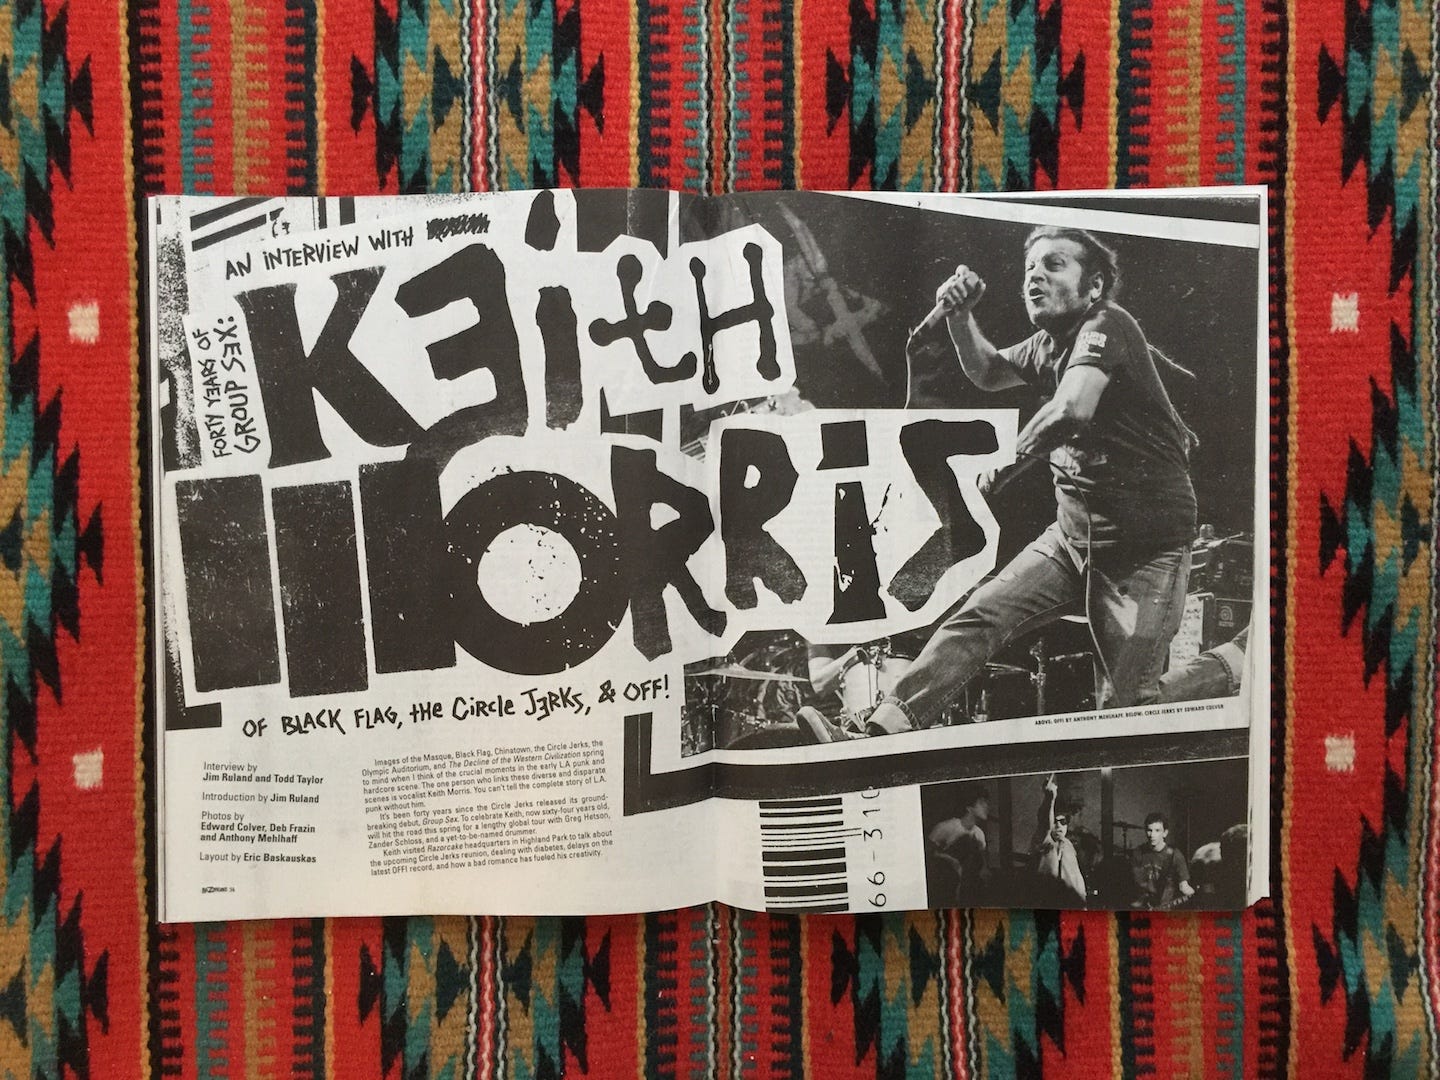 AN INTERVIEW WITH
FORTY YEARS OF
GROUP SEX:
KEITH
MORRIS
OF BLACK FLAG, THE CIRCLE JERKS, & OFF!
ABOVE: OFF! BY ANTHONY MEHLHAFF. BELOW: CIRCLE JERKS BY EDWARD COLVER
Interview by
Jim Ruland and Todd Taylor
Introduction by Jim Ruland
Photos by
Edward Colver, Deb Frazin
and Anthony Mehlhaff
Layout by Eric Baskauskas
Images of the Masque, Black Flag, Chinatown, the Circle Jerks, the
Olympic Auditorium, and The Decline of the Western Civilization spring
to mind when I think of the crucial moments in the early L.A punk and
hardcore scene. The one person who links these diverse and disparate
scenes is vocalist Keith Morris. You can't tell the complete story of L.A.
punk without him.
It's been forty years since the Circle Jerks released its ground-
breaking debut, Group Sex. To celebrate Keith, now sixty-four years old,
will hit the road this spring for a lengthy global tour with Greg Hetson,
Zander Schloss, and a yet-to-be-named drummer.
Keith visited Razorcake headquarters in Highland Park to talk about
the upcoming Circle Jerks reunion, dealing with diabetes, delays on the
latest OFF! record, and how a bad romance has fueled his creativity.
RAZORCAKE
66-310